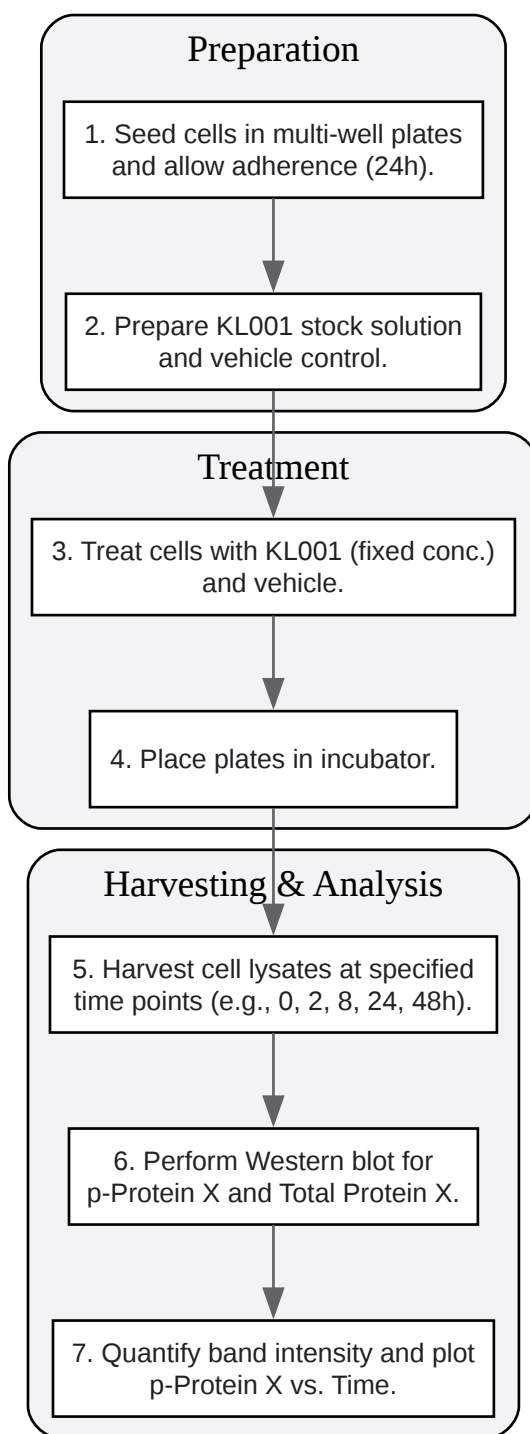 Preparation
1. Seed cells in multi-well plates
and allow adherence (24h).
2. Prepare KL001 stock solution
and vehicle control.
Treatment
3. Treat cells with KL001 (fixed conc.)
and vehicle.
4. Place plates in incubator.
Harvesting & Analysis
5. Harvest cell lysates at specified
time points (e.g., 0, 2, 8, 24, 48h).
6. Perform Western blot for
p-Protein X and Total Protein X.
7. Quantify band intensity and plot
p-Protein X vs. Time.